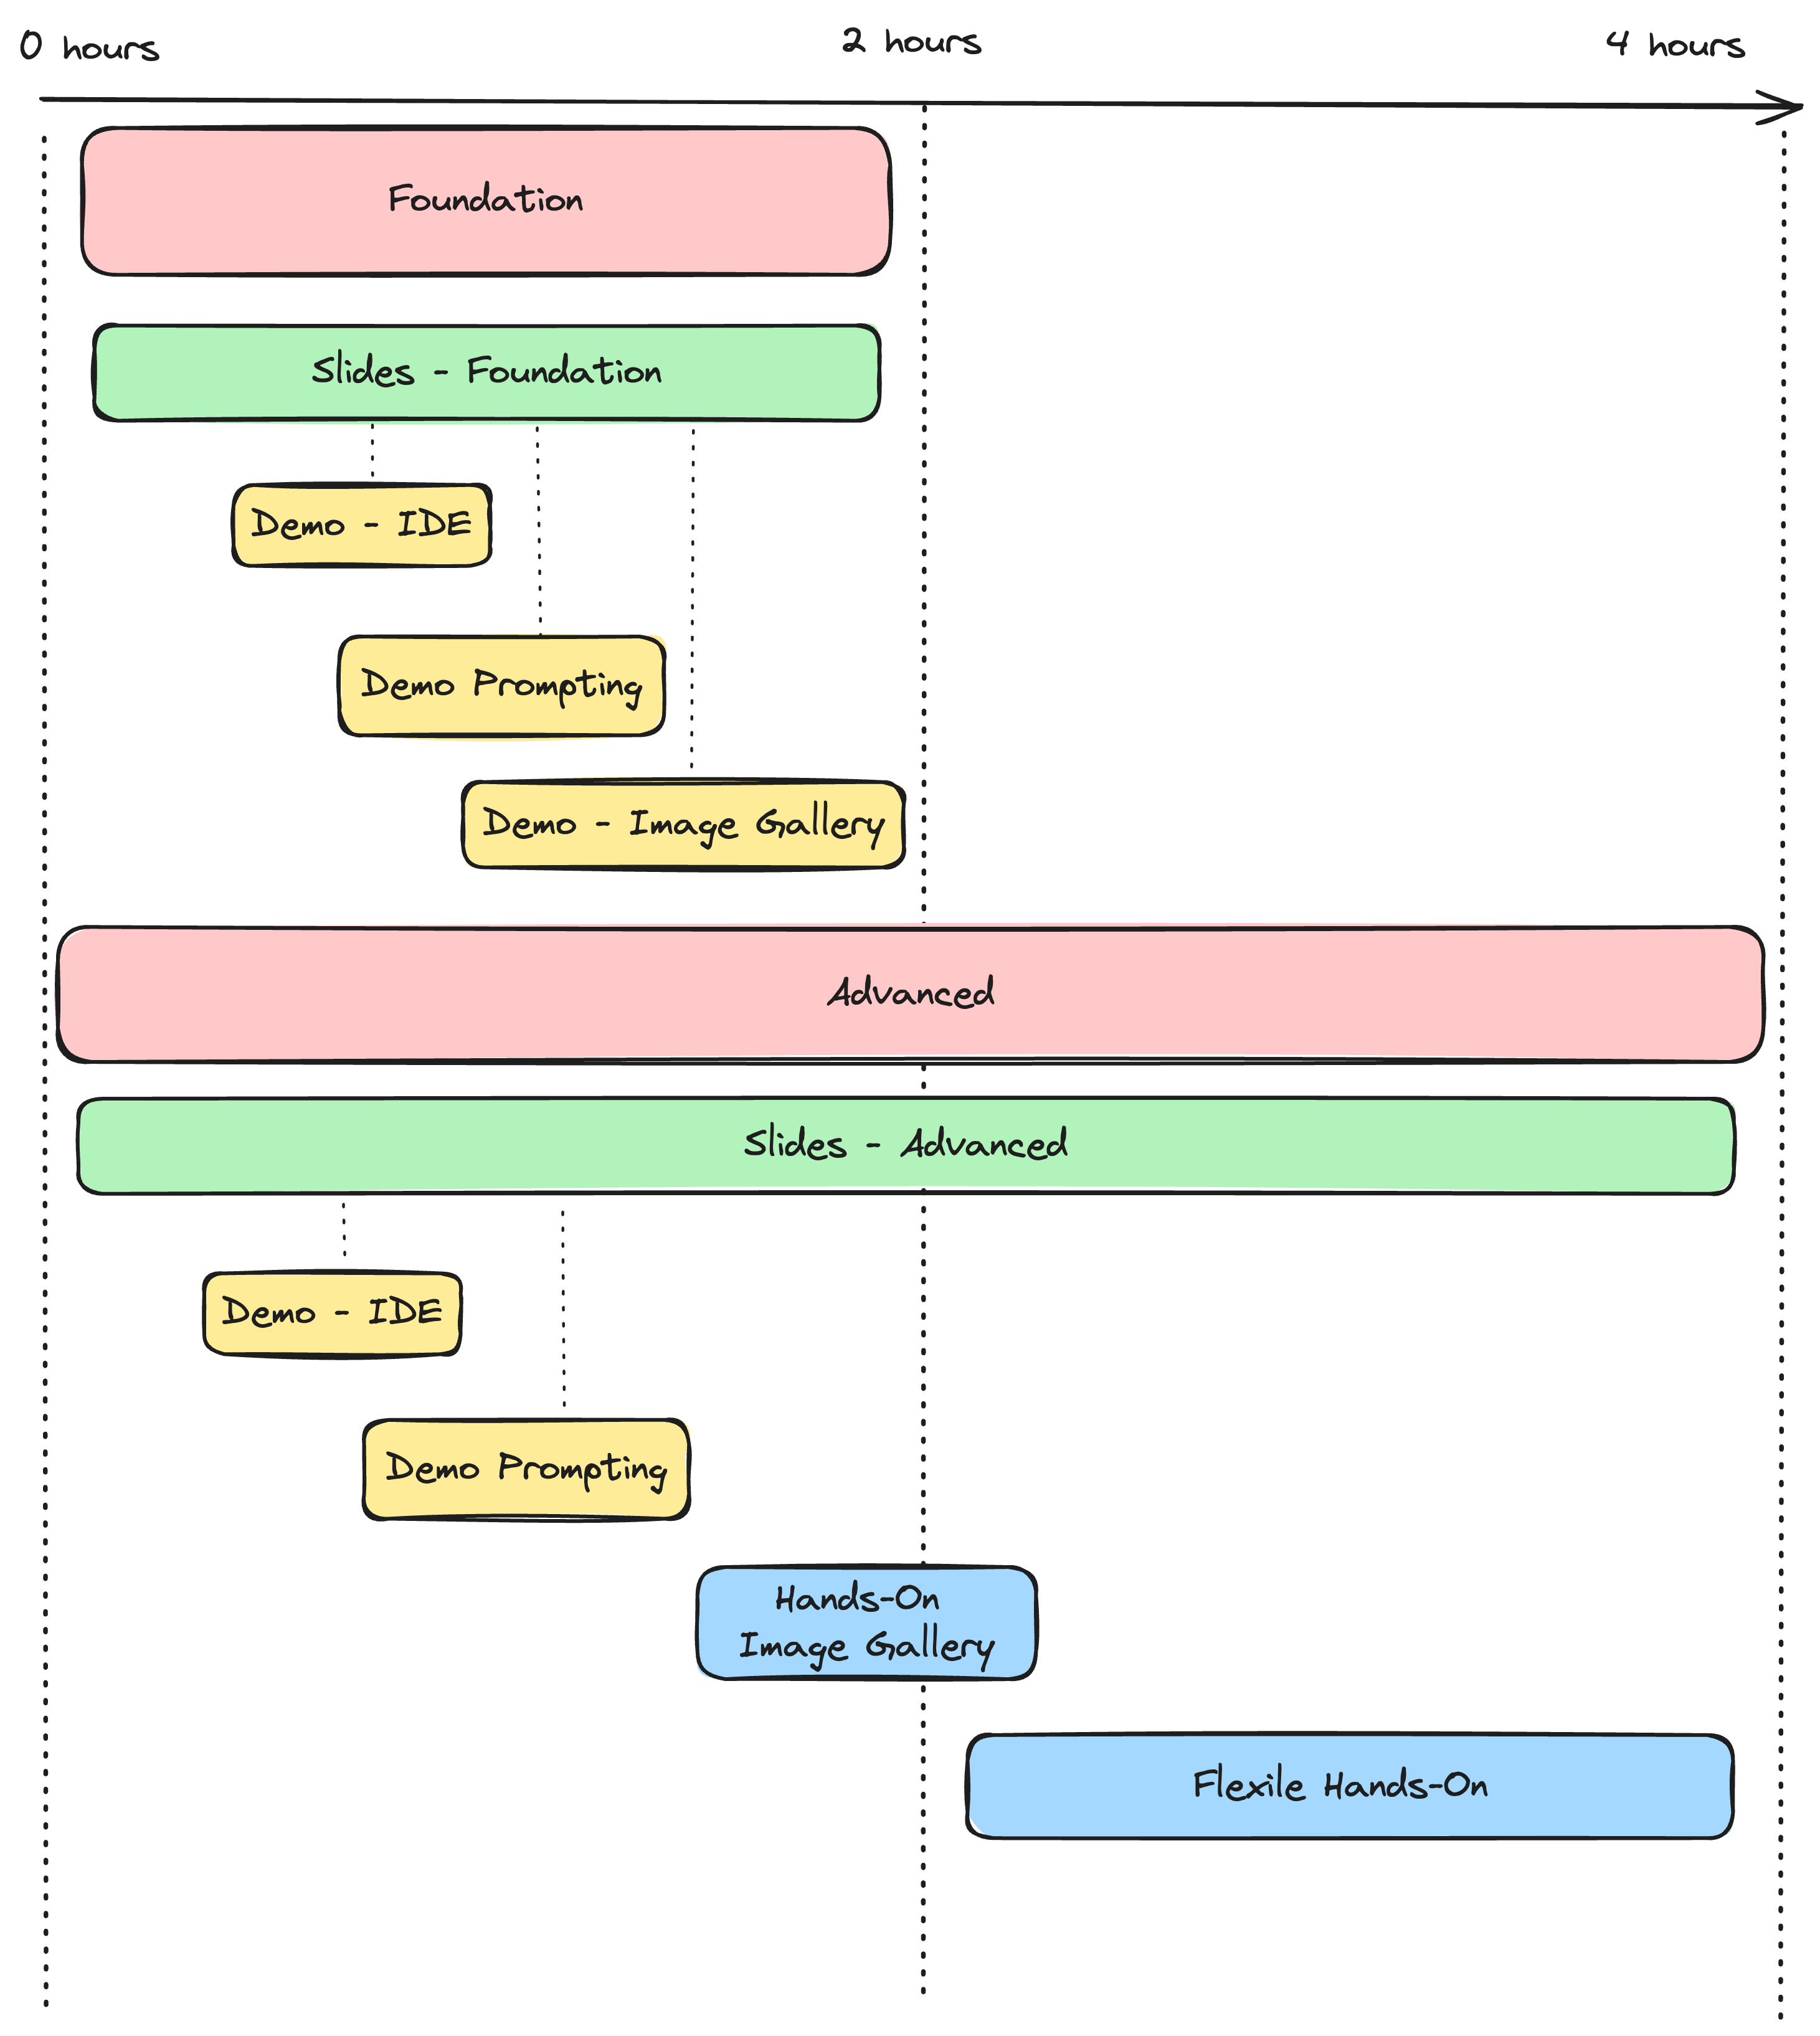 0 hours
2 hours
4 hours
Foundation
Slides - Foundation
Demo - IDE
Demo Prompting
Demo - Image Gallery
Advanced
Slides - Advanced
Demo - IDE
Demo Prompting
Hands-On
Image Gallery
Flexile Hands-On